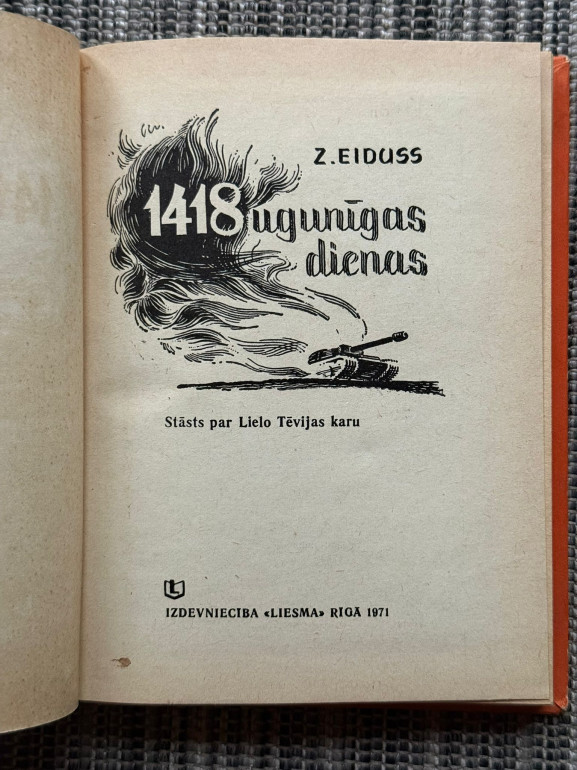 Z. EIDUSS
1418 ugunīgas
dienas
Stāsts par Lielo Tēvijas karu
L
IZDEVNIECĪBA «LIESMA» RĪGĀ 1971